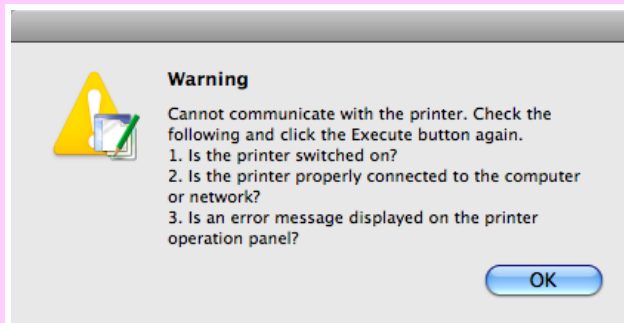 Warning
Cannot communicate with the printer. Check the
following and click the Execute button again.
1. Is the printer switched on?
2. Is the printer properly connected to the computer
or network?
3. Is an error message displayed on the printer
operation panel?
OK